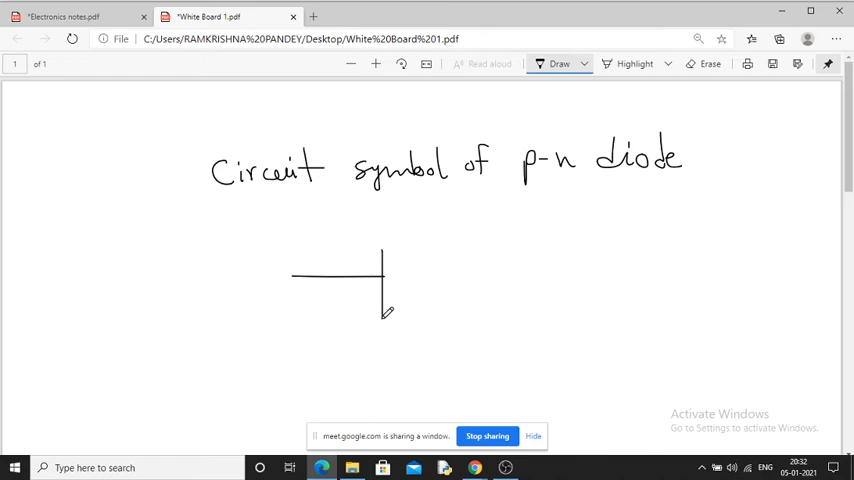 *Electronics notes.pdf
*White Board 1.pdf
File C:/Users/RAMKRISHNA%20PANDEY/Desktop/White%20Board%201.pdf
1 of 1
Read aloud
Draw
Highlight
Erase
Circuit symbol of p-n diode
meet.google.com is sharing a window.
Stop sharing
Hide
Activate Windows
Go to Settings to activate Windows.
Type here to search
ENG
20:32
05-01-2021